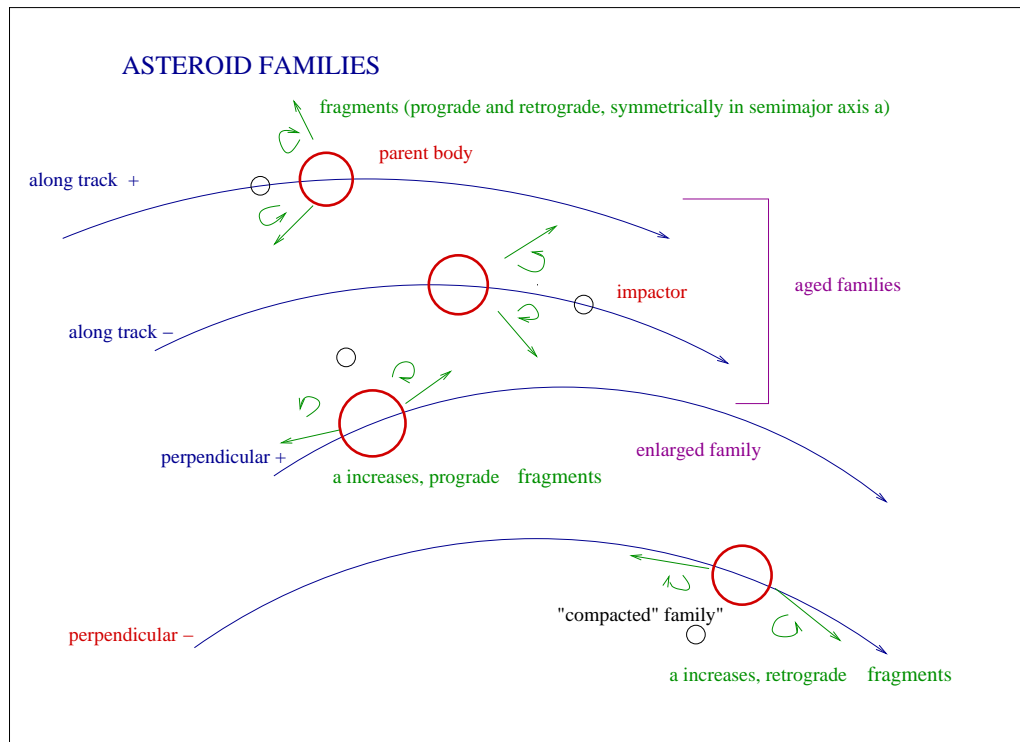 ASTEROID FAMILIES
fragments (prograde and retrograde, symmetrically in semimajor axis a)
parent body
along track +
aged families
impactor
along track −
enlarged family
perpendicular +
a increases, prograde fragments
"compacted" family"
perpendicular −
a increases, retrograde fragments